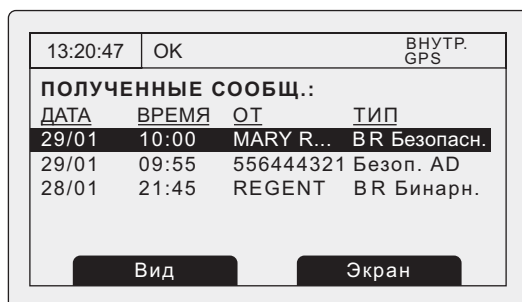 13:20:47 OK ВНУТР. GPS
ПОЛУЧЕННЫЕ СООБЩ.:
ДАТА ВРЕМЯ ОТ ТИП
29/01 10:00 MARY R... BR Безопасн.
29/01 09:55 556444321 Безоп. AD
28/01 21:45 REGENT BR Бинарн.
Вид Экран